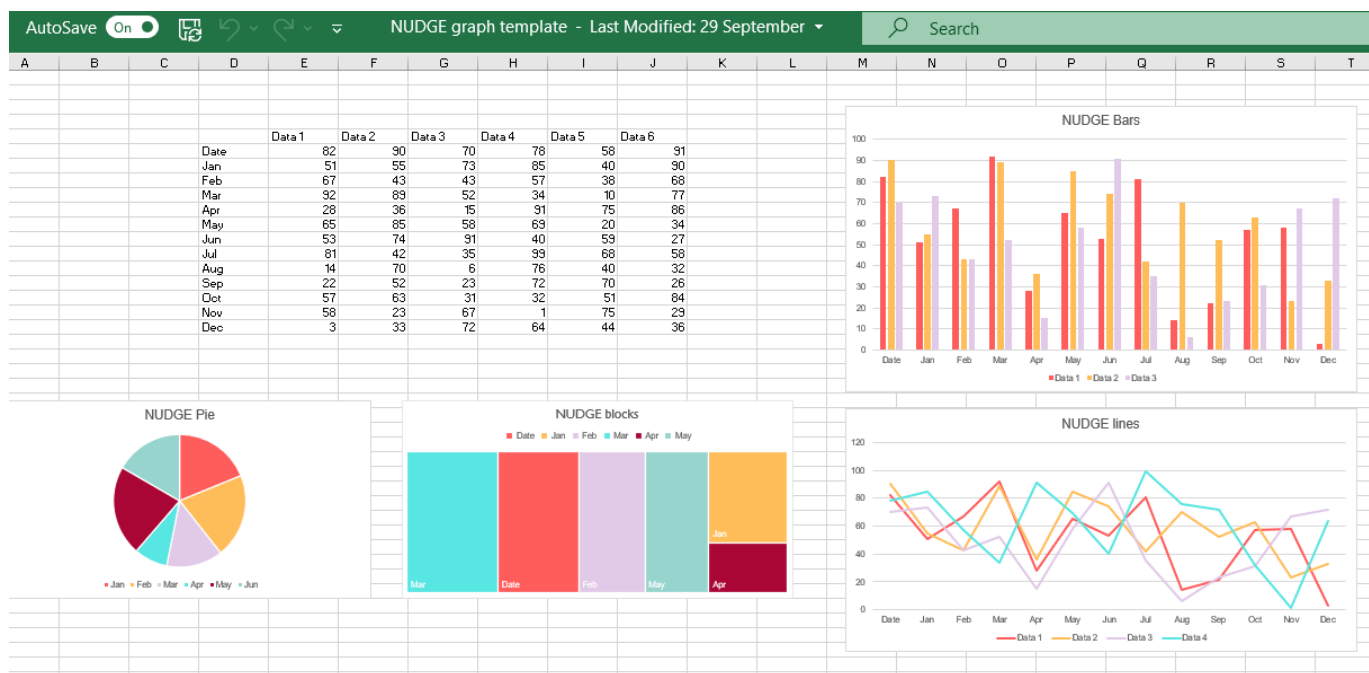 AutoSave On NUDGE graph template - Last Modified: 29 September Search
A B C D E F G H I J K L M N O P Q R S T
Data 1 Data 2 Data 3 Data 4 Data 5 Data 6
Date 82 90 70 78 58 91
Jan 51 55 73 85 40 90
Feb 67 43 43 57 38 68
Mar 92 89 52 34 10 77
Apr 28 36 15 91 75 86
May 65 85 58 69 20 34
Jun 53 74 91 40 59 27
Jul 81 42 35 99 68 58
Aug 14 70 6 76 40 32
Sep 22 52 23 72 70 26
Oct 57 63 31 32 51 84
Nov 58 23 67 1 75 29
Dec 3 33 72 64 44 36
NUDGE Bars
100
90
80
70
60
50
40
30
20
10
0
Date Jan Feb Mar Apr May Jun Jul Aug Sep Oct Nov Dec
Data 1 Data 2 Data 3
NUDGE Pie
Jan Feb Mar Apr May Jun
NUDGE blocks
Date Jan Feb Mar Apr May
Jan
Mar Date Feb May Apr
NUDGE lines
120
100
80
60
40
20
0
Date Jan Feb Mar Apr May Jun Jul Aug Sep Oct Nov Dec
Data 1 Data 2 Data 3 Data 4